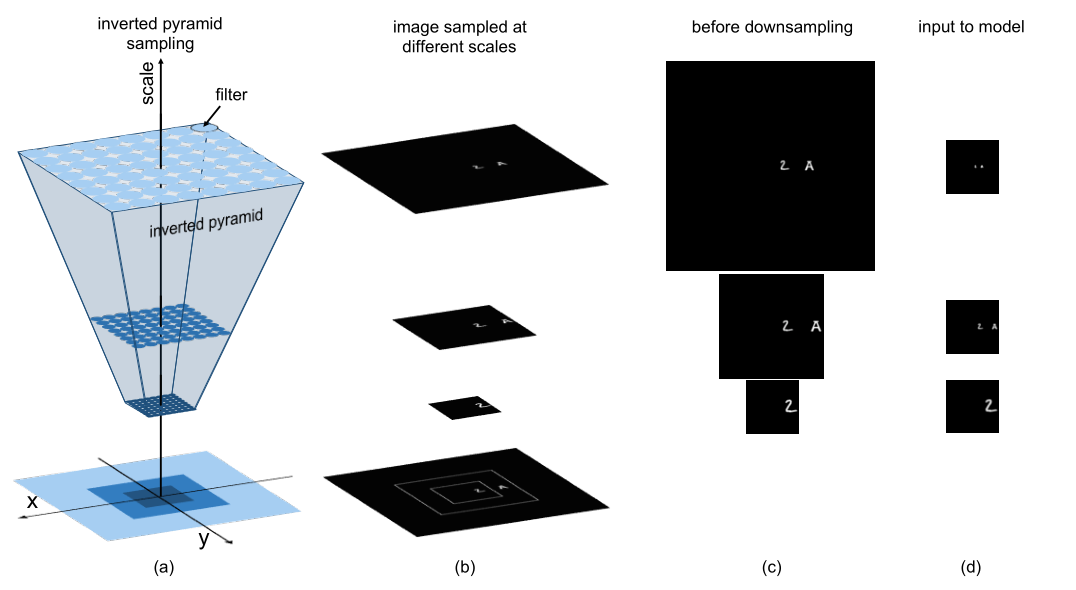 inverted pyramid
sampling
image sampled at
different scales
before downsampling
input to model
scale
filter
inverted pyramid
2 A
2 A
2 A
2 A
2 A
2
2
2
2 A
x
y
(a)
(b)
(c)
(d)